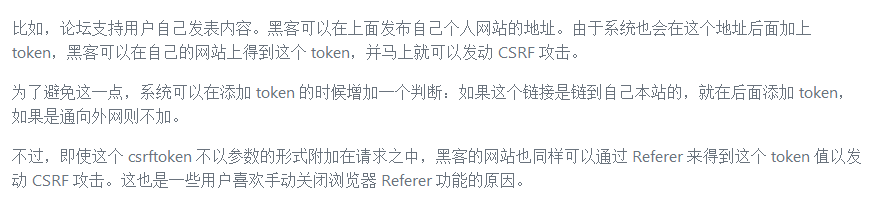 比如，论坛支持用户自己发表内容。黑客可以在上面发布自己个人网站的地址。由于系统也会在这个地址后面加上
token，黑客可以在自己的网站上得到这个 token，并马上就可以发动 CSRF 攻击。
为了避免这一点，系统可以在添加 token 的时候增加一个判断：如果这个链接是链到自己本站的，就在后面添加 token，
如果是通向外网则不加。
不过，即使这个 csrftoken 不以参数的形式附加在请求之中，黑客的网站也同样可以通过 Referer 来得到这个 token 值以发
动 CSRF 攻击。这也是一些用户喜欢手动关闭浏览器 Referer 功能的原因。